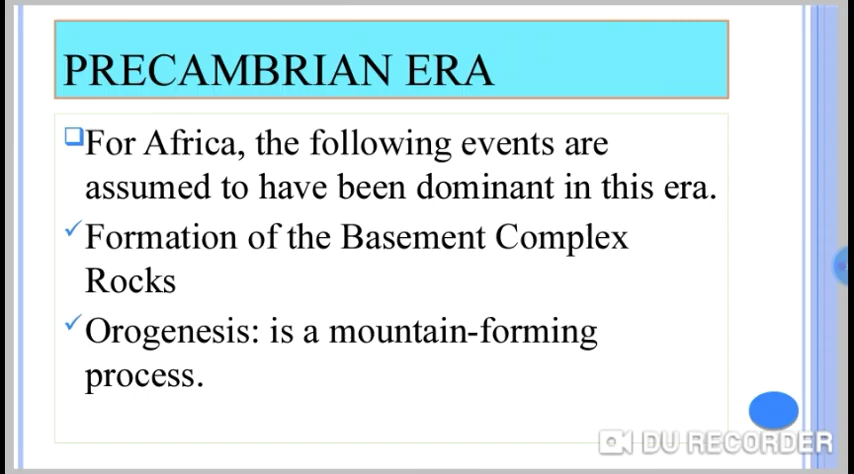 PRECAMBRIAN ERA
For Africa, the following events are
assumed to have been dominant in this era.
Formation of the Basement Complex
Rocks
Orogenesis: is a mountain-forming
process.
DU RECORDER